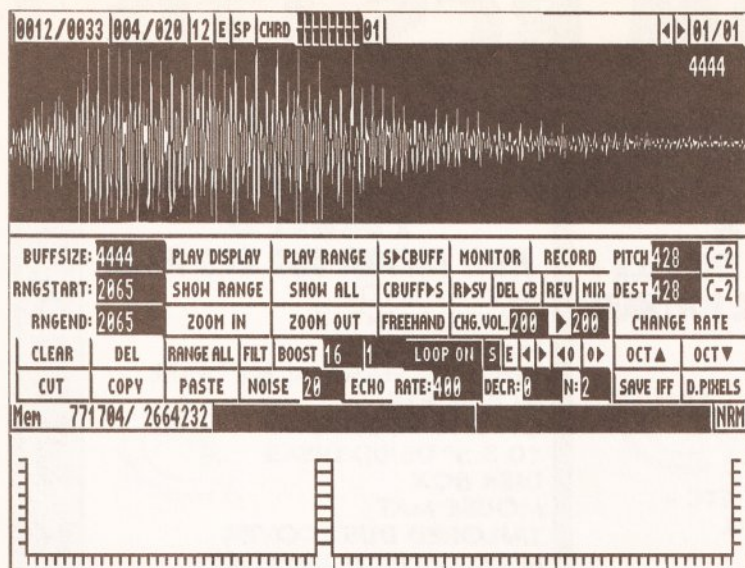 0012/0033 004/020 12 E SP CHRD -------01 01/01
4444
BUFFSIZE: 4444 PLAY DISPLAY PLAY RANGE S▶CBUFF MONITOR RECORD PITCH 428 C-2
RNGSTART: 2065 SHOW RANGE SHOW ALL CBUFF▶S R▶SY DEL CB REV MIX DEST 428 C-2
RNGEND: 2065 ZOOM IN ZOOM OUT FREEHAND CHG.VOL. 200 ▶ 200 CHANGE RATE
CLEAR DEL RANGE ALL FILT BOOST 16 1 LOOP ON S E ◀ ▶ ◀0 0▶ OCT▲ OCT▼
CUT COPY PASTE NOISE 20 ECHO RATE: 400 DECR: 0 N: 2 SAVE IFF D.PIXELS
Mem 771704/ 2664232 NRM